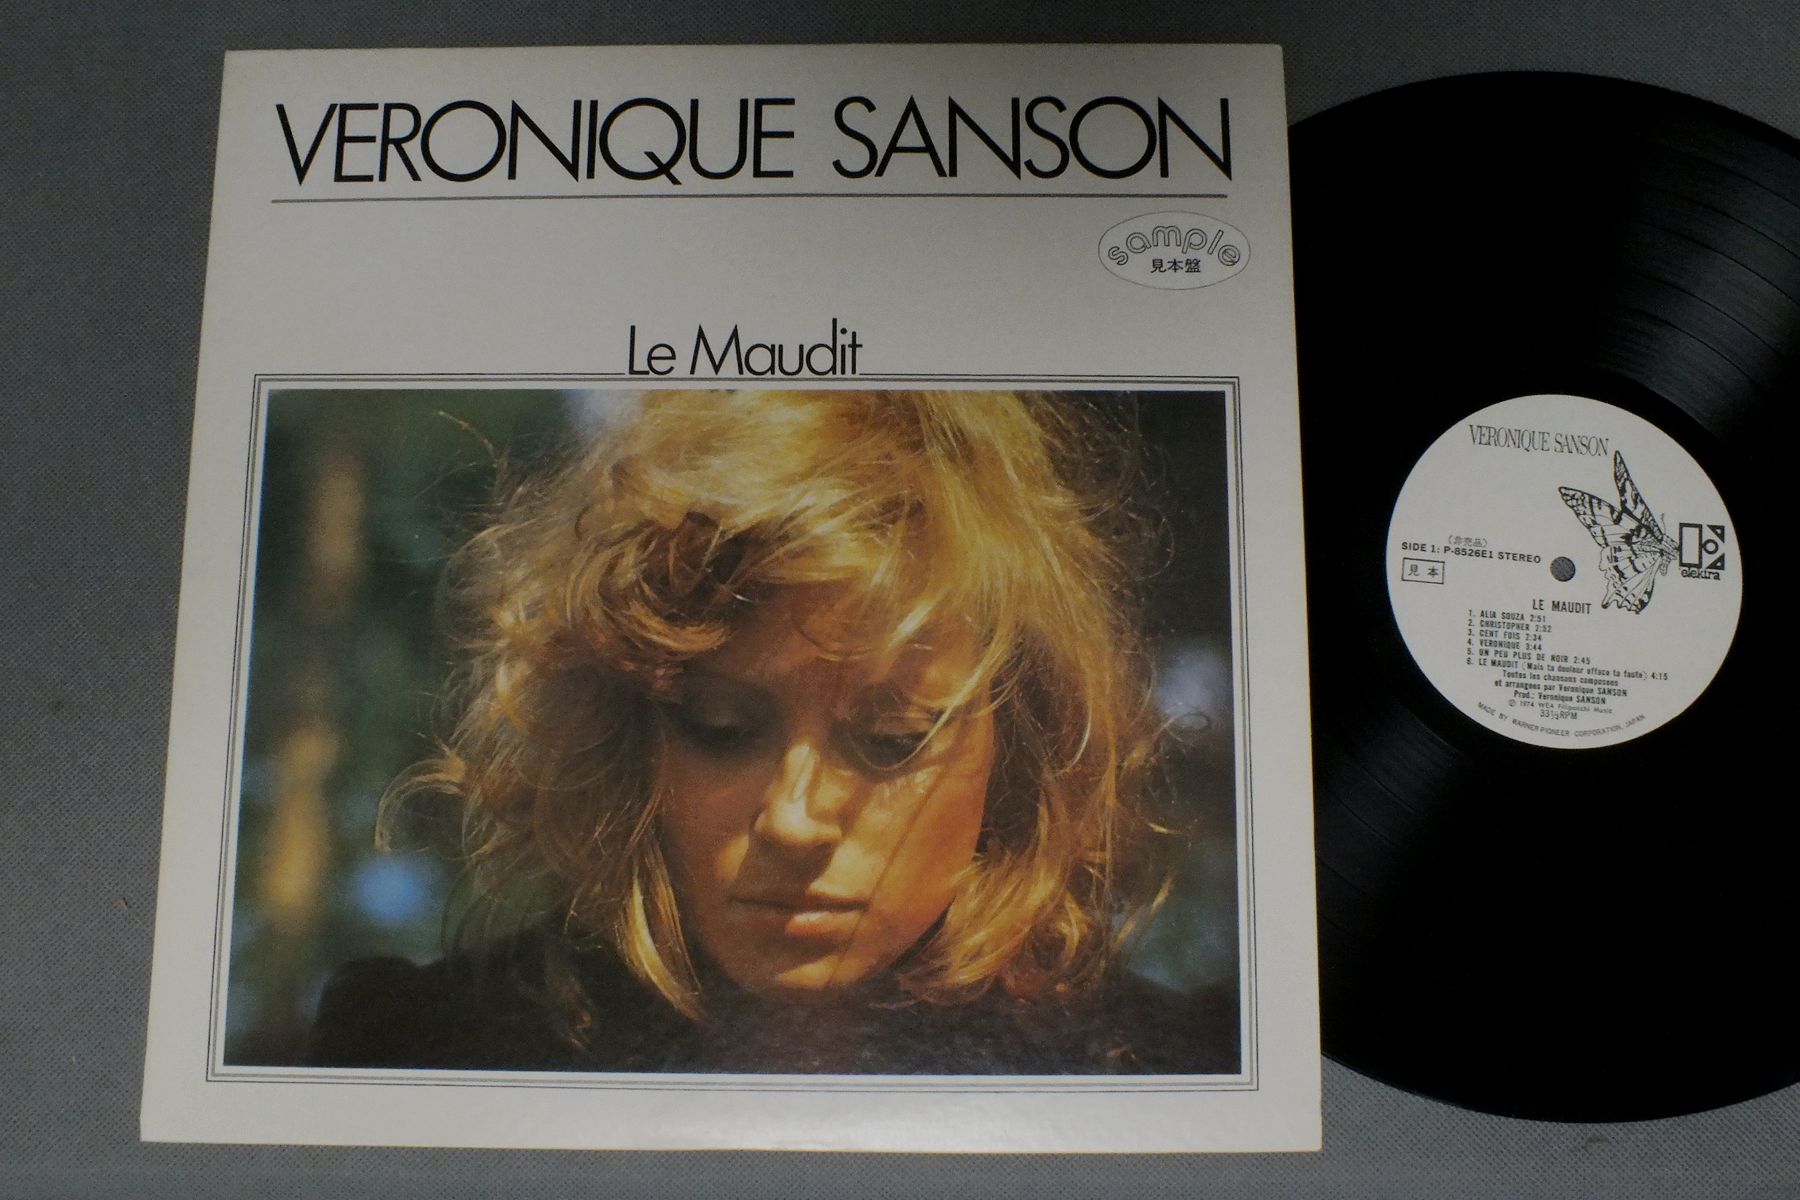 VERONIQUE SANSON
sample
見本盤
Le Maudit
VERONIQUE SANSON
elektra
(非売品)
SIDE 1: P-8526E1 STEREO
見本
LE MAUDIT
1. ALIA SOUZA 2:51
2. CHRISTOPHER 2:52
3. CENT FOIS 2:34
4. VERONIQUE 3:44
5. UN PEU PLUS DE NOIR 2:45
6. LE MAUDIT (Mais ta douleur efface ta faute) 4:15
Toutes les chansons composees
et arrangees par Veronique SANSON
Prod.: Veronique SANSON
℗ 1974 WEA Filipacchi Music
33⅓RPM
MADE BY WARNER PIONEER CORPORATION, JAPAN